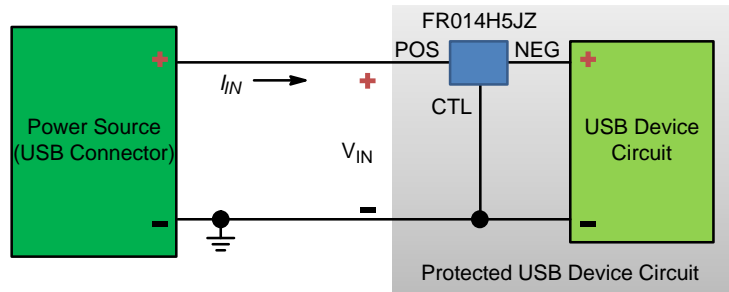 FR014H5JZ
POS
NEG
+
+
I_IN
+
CTL
Power Source
(USB Connector)
USB Device
Circuit
V_IN
–
–
–
Protected USB Device Circuit